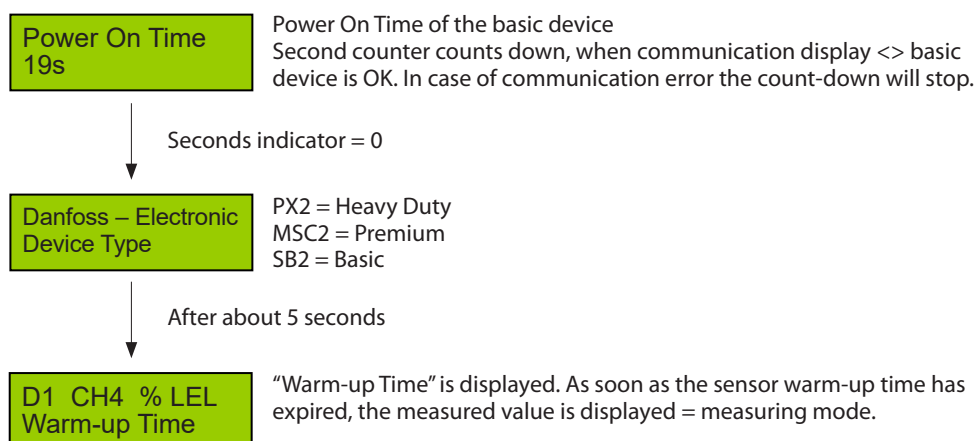 Power On Time
19s
Power On Time of the basic device
Second counter counts down, when communication display <> basic
device is OK. In case of communication error the count-down will stop.
Seconds indicator = 0
Danfoss – Electronic
Device Type
PX2 = Heavy Duty
MSC2 = Premium
SB2 = Basic
After about 5 seconds
D1 CH4 % LEL
Warm-up Time
“Warm-up Time” is displayed. As soon as the sensor warm-up time has
expired, the measured value is displayed = measuring mode.